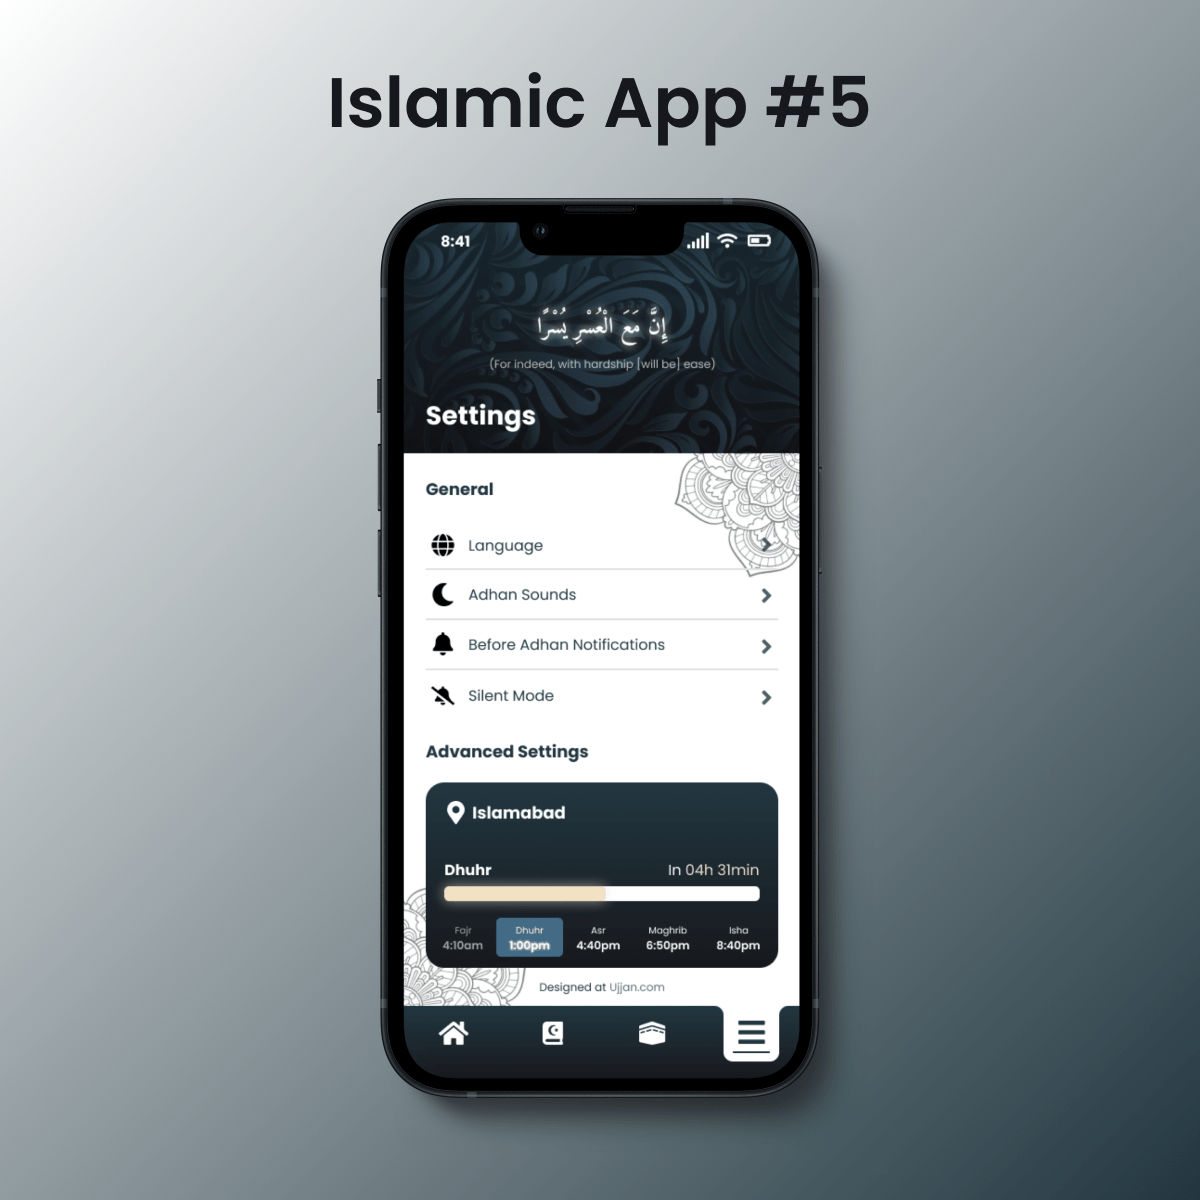 Islamic App #5
8:41
إِنَّ مَعَ الْعُسْرِ يُسْرًا
(For indeed, with hardship [will be] ease)
Settings
General
Language
Adhan Sounds
Before Adhan Notifications
Silent Mode
Advanced Settings
Islamabad
Dhuhr In 04h 31min
Fajr Dhuhr Asr Maghrib Isha
4:10am 1:00pm 4:40pm 6:50pm 8:40pm
Designed at Ujjan.com